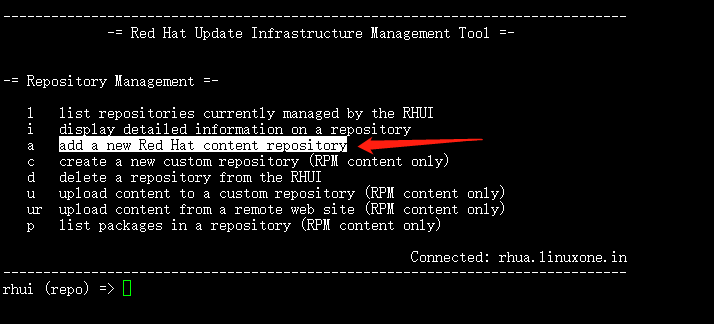 ------------------------------------------------------------------------------
-= Red Hat Update Infrastructure Management Tool =-
-= Repository Management =-
l   list repositories currently managed by the RHUI
i   display detailed information on a repository
a   add a new Red Hat content repository
c   create a new custom repository (RPM content only)
d   delete a repository from the RHUI
u   upload content to a custom repository (RPM content only)
ur  upload content from a remote web site (RPM content only)
p   list packages in a repository (RPM content only)
Connected: rhua.linuxone.in
------------------------------------------------------------------------------
rhui (repo) =>